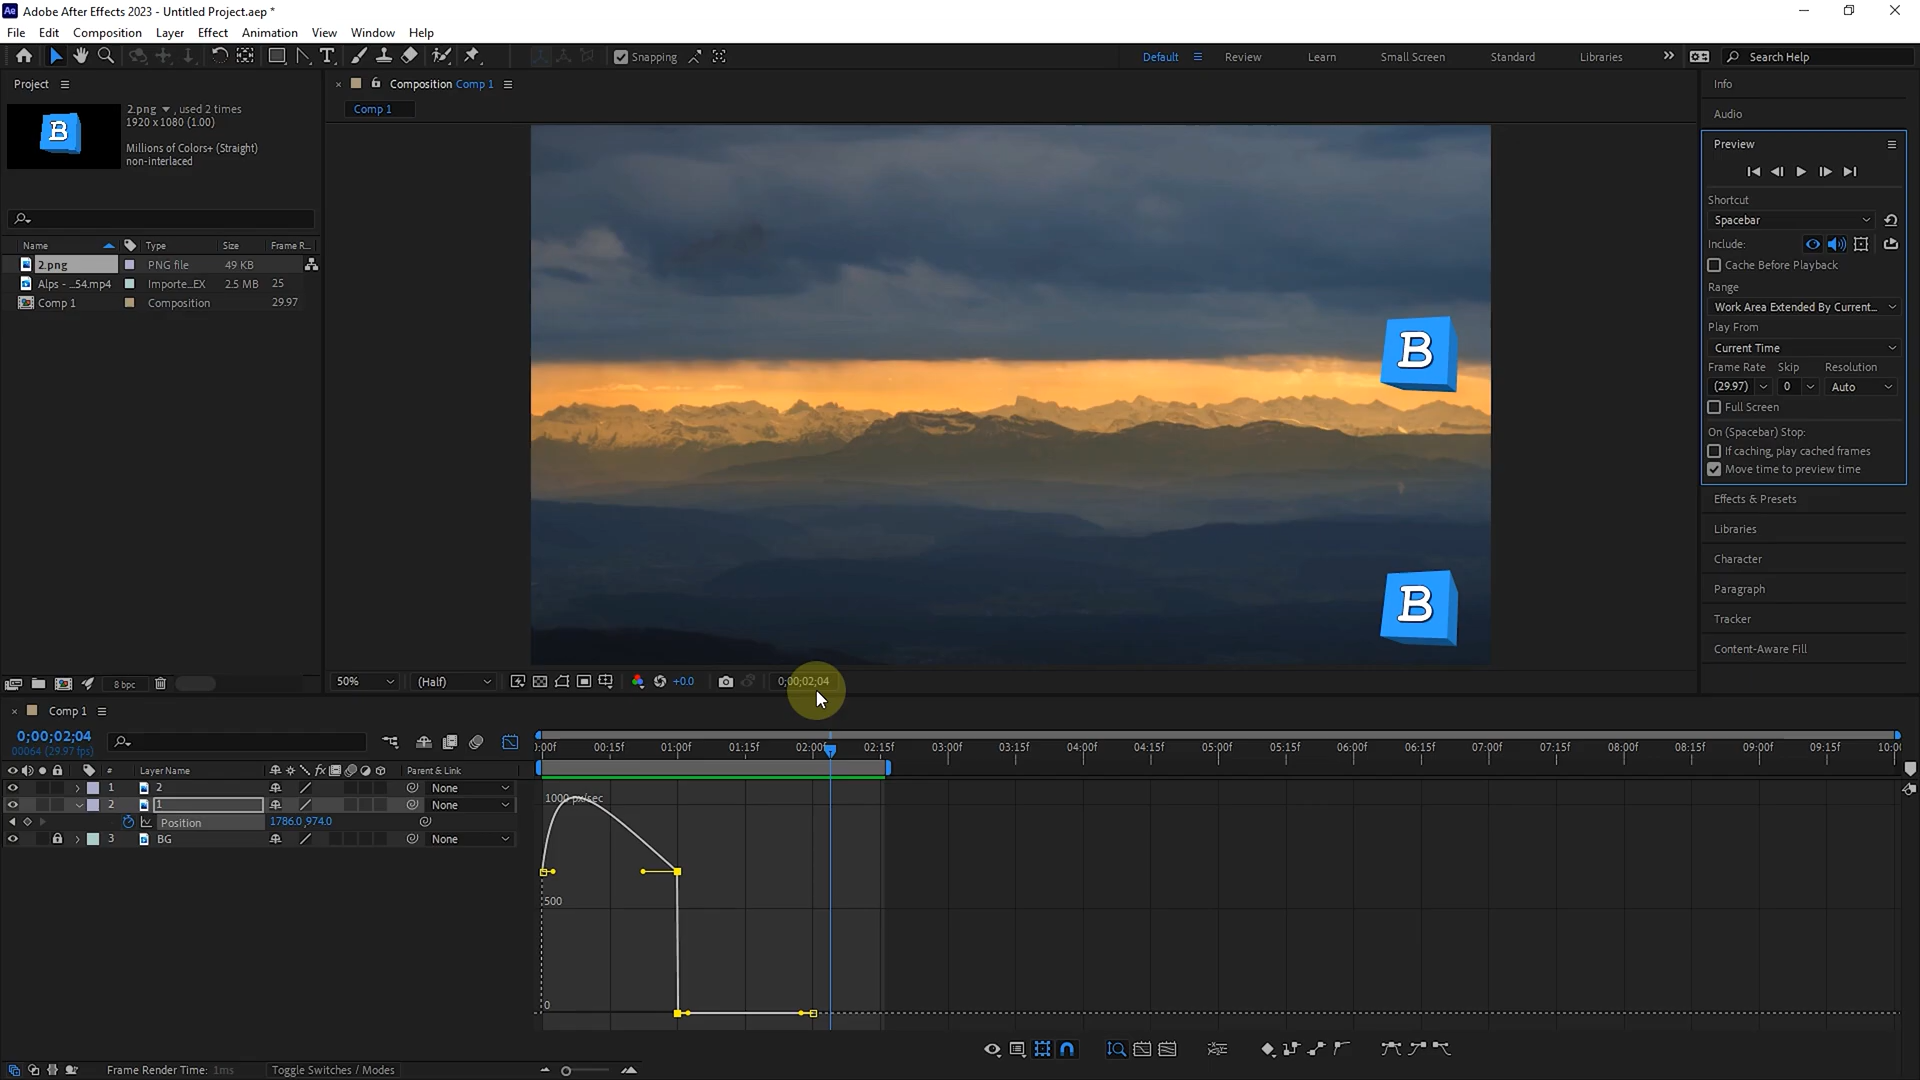 Adobe After Effects 2023 - Untitled Project.aep *
File Edit Composition Layer Effect Animation View Window Help
Snapping Default Review Learn Small Screen Standard Libraries Search Help
Project
2.png , used 2 times
1920 x 1080 (1.00)
Millions of Colors+ (Straight)
non-interlaced
Name Type Size Frame R...
2.png PNG file 49 KB
Alps - ...54.mp4 Importe...EX 2.5 MB 25
Comp 1 Composition 29.97
8 bpc
Composition Comp 1
Comp 1
B
B
B
50% (Half) +0.0 0;00;02;04
Info
Audio
Preview
Shortcut
Spacebar
Include:
Cache Before Playback
Range
Work Area Extended By Current...
Play From
Current Time
Frame Rate Skip Resolution
(29.97) 0 Auto
Full Screen
On (Spacebar) Stop:
If caching, play cached frames
Move time to preview time
Effects & Presets
Libraries
Character
Paragraph
Tracker
Content-Aware Fill
Comp 1
0;00;02;04
00064 (29.97 fps)
# Layer Name fx Parent & Link
1 2 None
2 1 None
Position 1786.0,974.0
3 BG None
:00f 00:15f 01:00f 01:15f 02:00f 02:15f 03:00f 03:15f 04:00f 04:15f 05:00f 05:15f 06:00f 06:15f 07:00f 07:15f 08:00f 08:15f 09:00f 09:15f 10:0
1000 px/sec
500
0
Frame Render Time: 1ms Toggle Switches / Modes